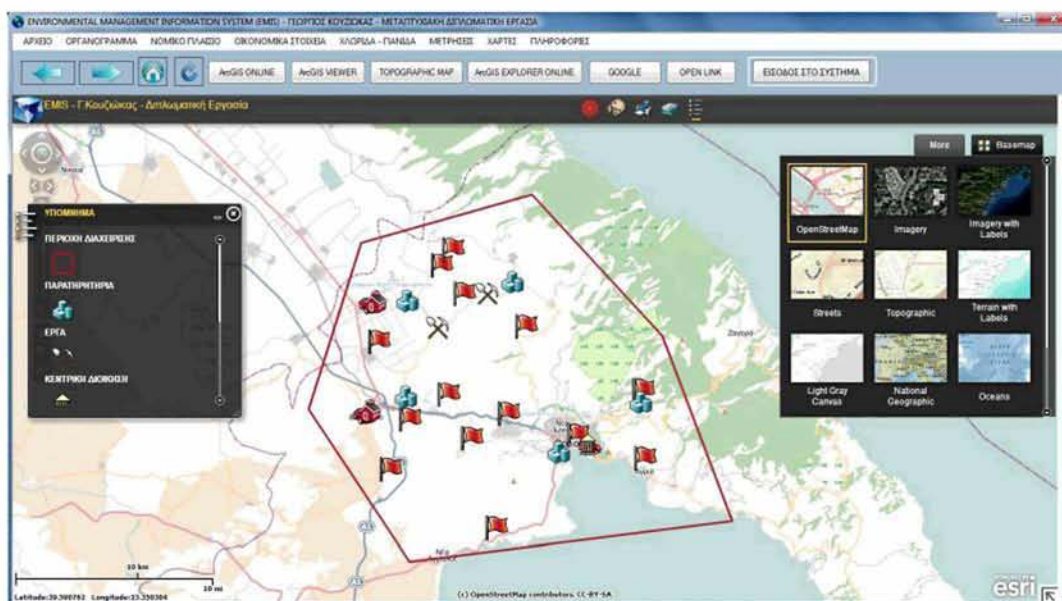 ENVIRONMENTAL MANAGEMENT INFORMATION SYSTEM (EMIS) - ΓΕΩΡΓΙΟΣ ΚΟΥΖΙΩΚΑΣ - ΜΕΤΑΠΤΥΧΙΑΚΗ ΔΙΠΛΩΜΑΤΙΚΗ ΕΡΓΑΣΙΑ
ΑΡΧΕΙΟ ΟΡΓΑΝΟΓΡΑΜΜΑ ΝΟΜΙΚΟ ΠΛΑΙΣΙΟ ΟΙΚΟΝΟΜΙΚΑ ΣΤΟΙΧΕΙΑ ΧΛΩΡΙΔΑ - ΠΑΝΙΔΑ ΜΕΤΡΗΣΕΙΣ ΧΑΡΤΕΣ ΠΛΗΡΟΦΟΡΙΕΣ
ArcGIS ONLINE ArcGIS VIEWER TOPOGRAPHIC MAP ArcGIS EXPLORER ONLINE GOOGLE OPEN LINK ΕΙΣΟΔΟΣ ΣΤΟ ΣΥΣΤΗΜΑ
EMIS - Γ.Κουζιώκας - Διπλωματική Εργασία
More Basemap
ΥΠΟΜΝΗΜΑ
ΠΕΡΙΟΧΗ ΔΙΑΧΕΙΡΙΣΗΣ
ΠΑΡΑΤΗΡΗΤΗΡΙΑ
ΕΡΓΑ
ΚΕΝΤΡΙΚΗ ΔΙΟΙΚΗΣΗ
OpenStreetMap Imagery Imagery with Labels
Streets Topographic Terrain with Labels
Light Gray Canvas National Geographic Oceans
Ζαγορά
Νέα
10 km
10 mi
(c) OpenStreetMap contributors, CC-BY-SA
esri